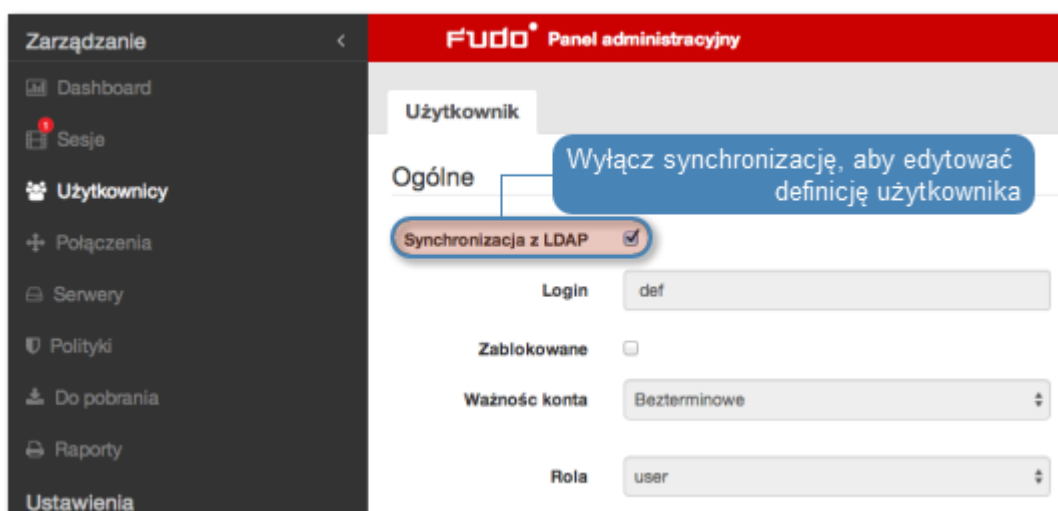 Zarządzanie
FUDO Panel administracyjny
Dashboard
1
Sesje
Użytkownicy
Połączenia
Serwery
Polityki
Do pobrania
Raporty
Ustawienia
Użytkownik
Ogólne
Wyłącz synchronizację, aby edytować
definicję użytkownika
Synchronizacja z LDAP
Login def
Zablokowane
Ważnośc konta Bezterminowe
Rola user